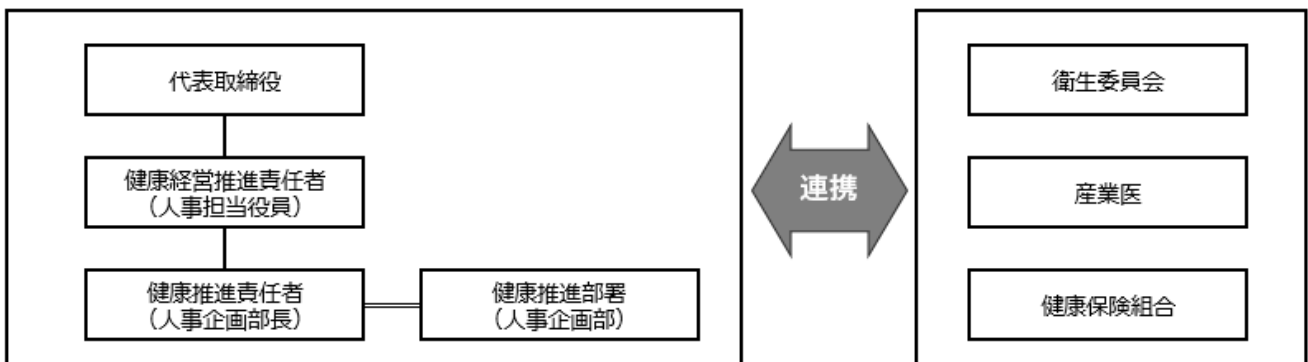 代表取締役
健康経営推進責任者
（人事担当役員）
健康推進責任者
（人事企画部長）
健康推進部署
（人事企画部）
連携
衛生委員会
産業医
健康保険組合